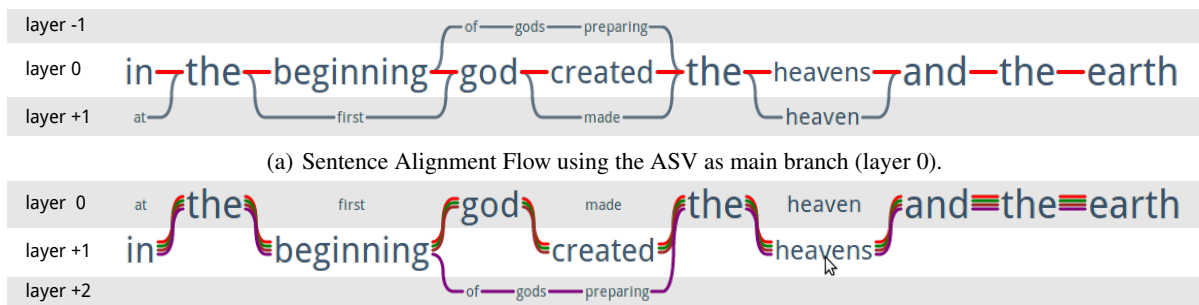 layer -1 of gods preparing
layer 0 in the beginning god created the heavens and the earth
layer +1 at first made heaven
(a) Sentence Alignment Flow using the ASV as main branch (layer 0).
layer 0 at the first god made the heaven and the earth
layer +1 in beginning created heavens
layer +2 of gods preparing